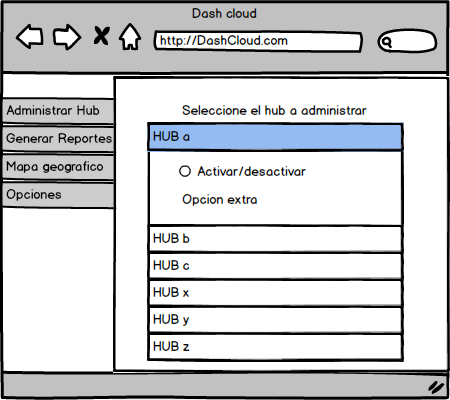 Dash cloud
http://DashCloud.com
Administrar Hub
Generar Reportes
Mapa geografico
Opciones
Seleccione el hub a administrar
HUB a
Activar/desactivar
Opcion extra
HUB b
HUB c
HUB x
HUB y
HUB z